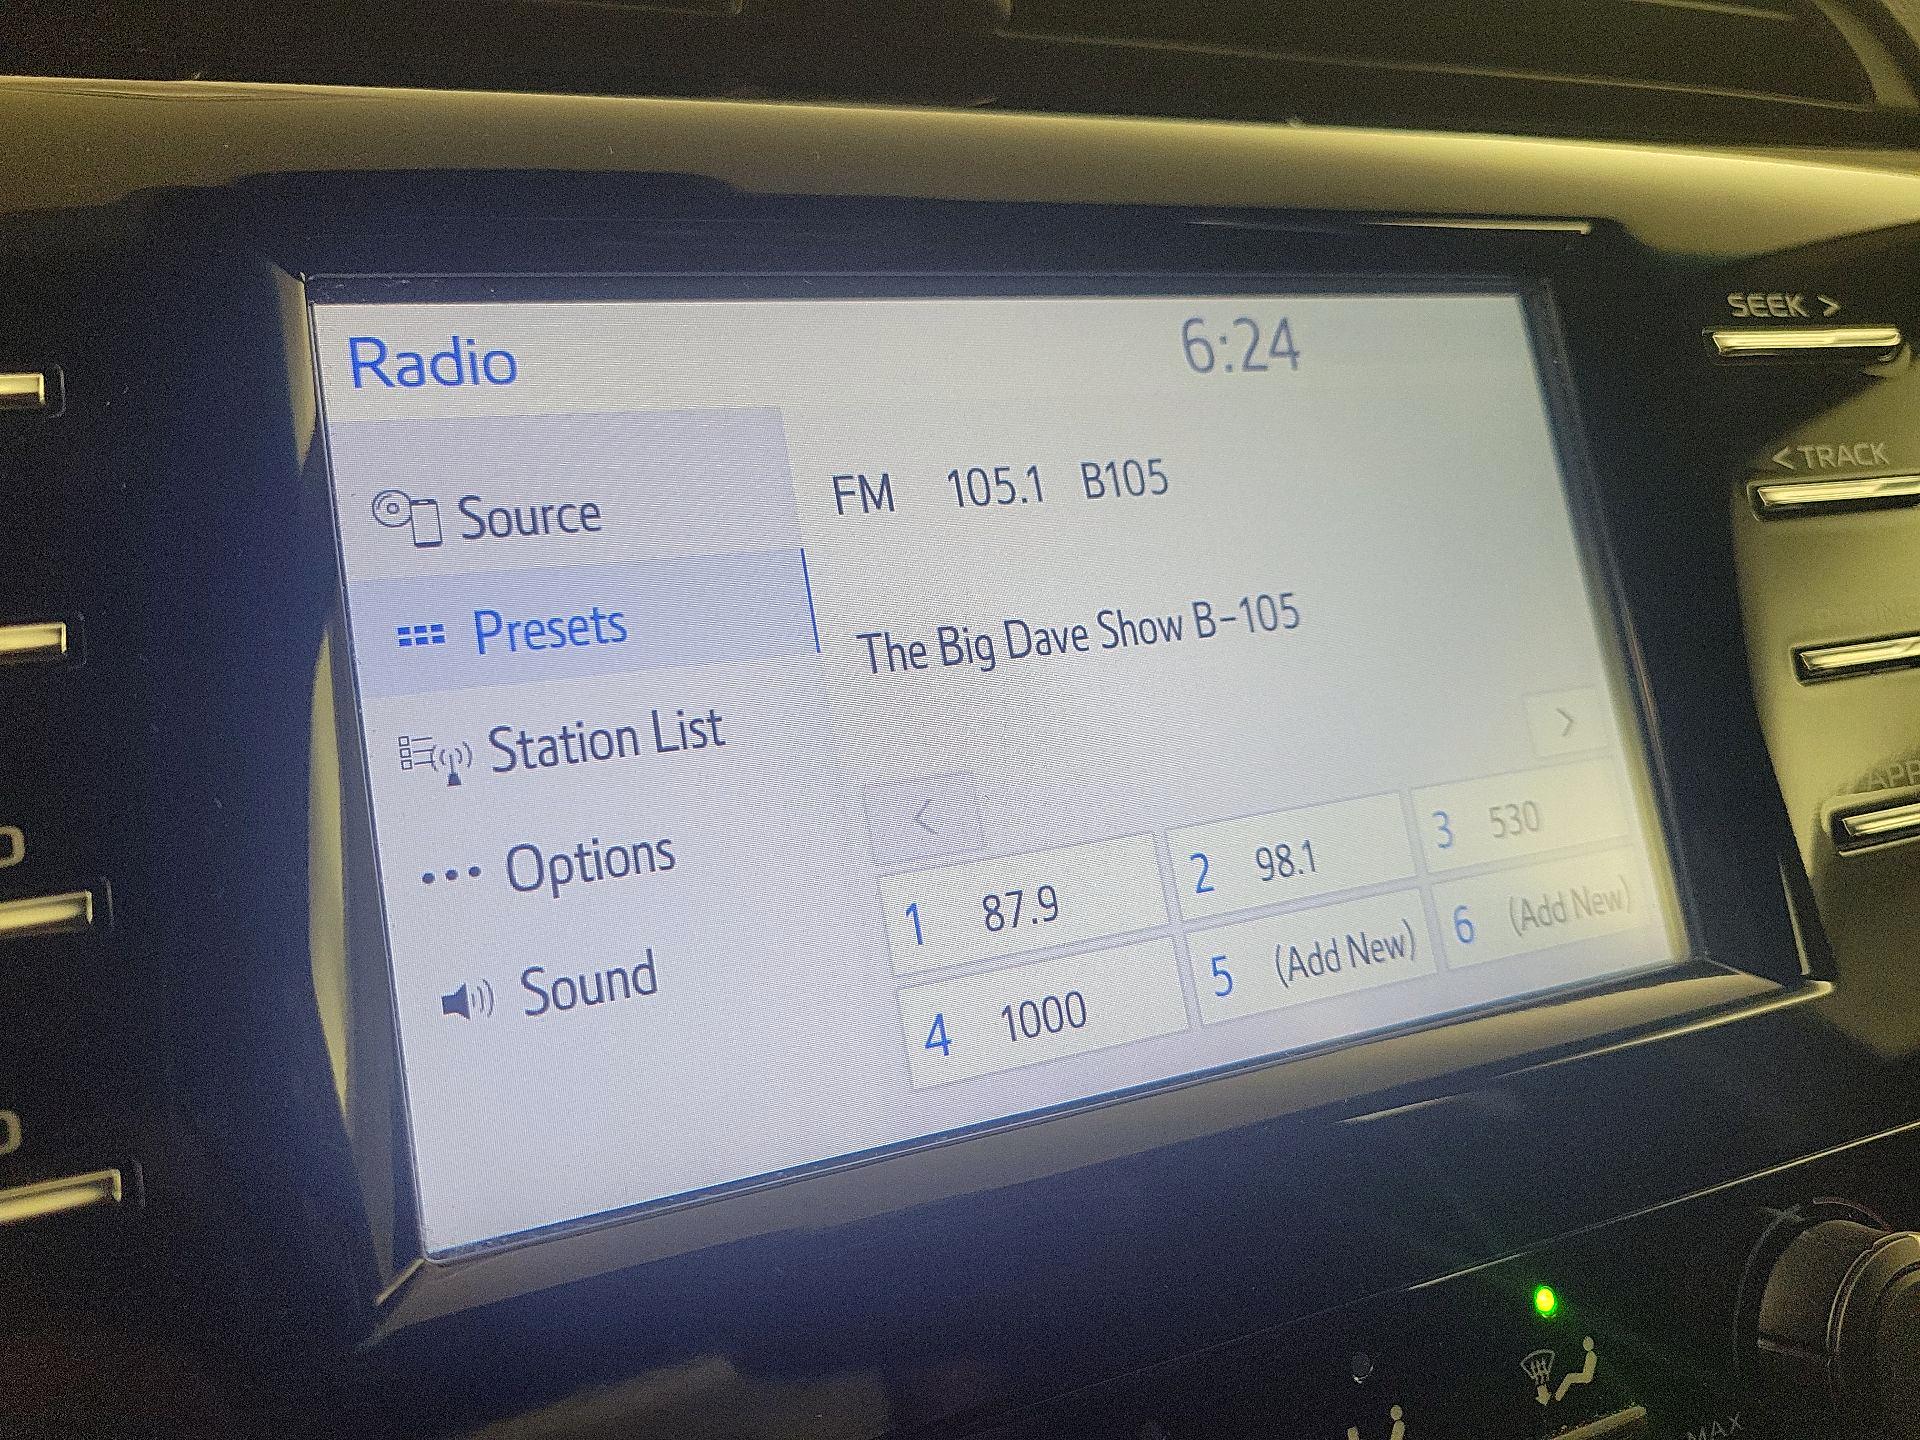 Radio
6:24
Source
FM 105.1 B105
Presets
The Big Dave Show B-105
Station List
Options
Sound
<
>
1 87.9
2 98.1
3 530
4 1000
5 (Add New)
6 (Add New)
SEEK >
< TRACK
MAX